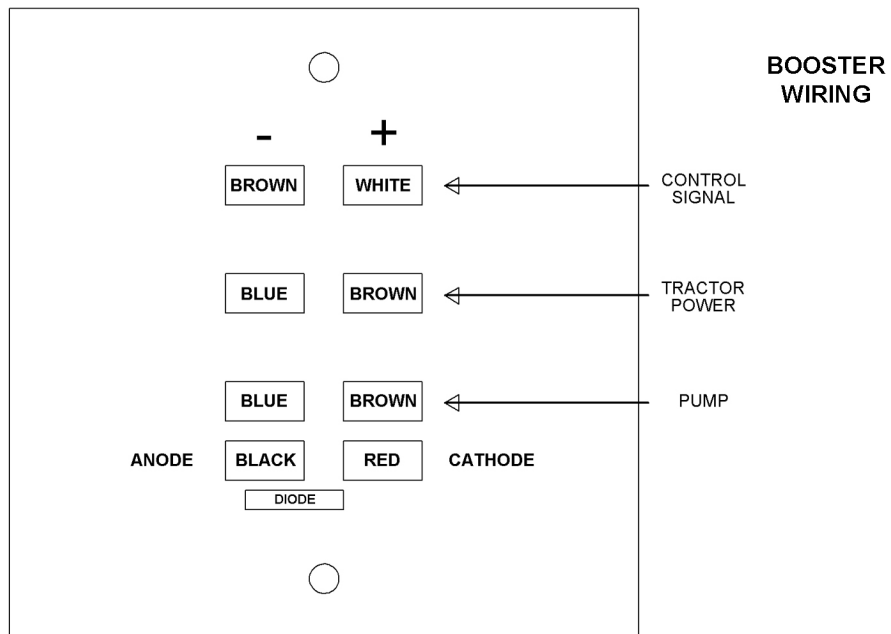 BOOSTER
WIRING
- +
BROWN WHITE CONTROL
SIGNAL
BLUE BROWN TRACTOR
POWER
BLUE BROWN PUMP
ANODE BLACK RED CATHODE
DIODE